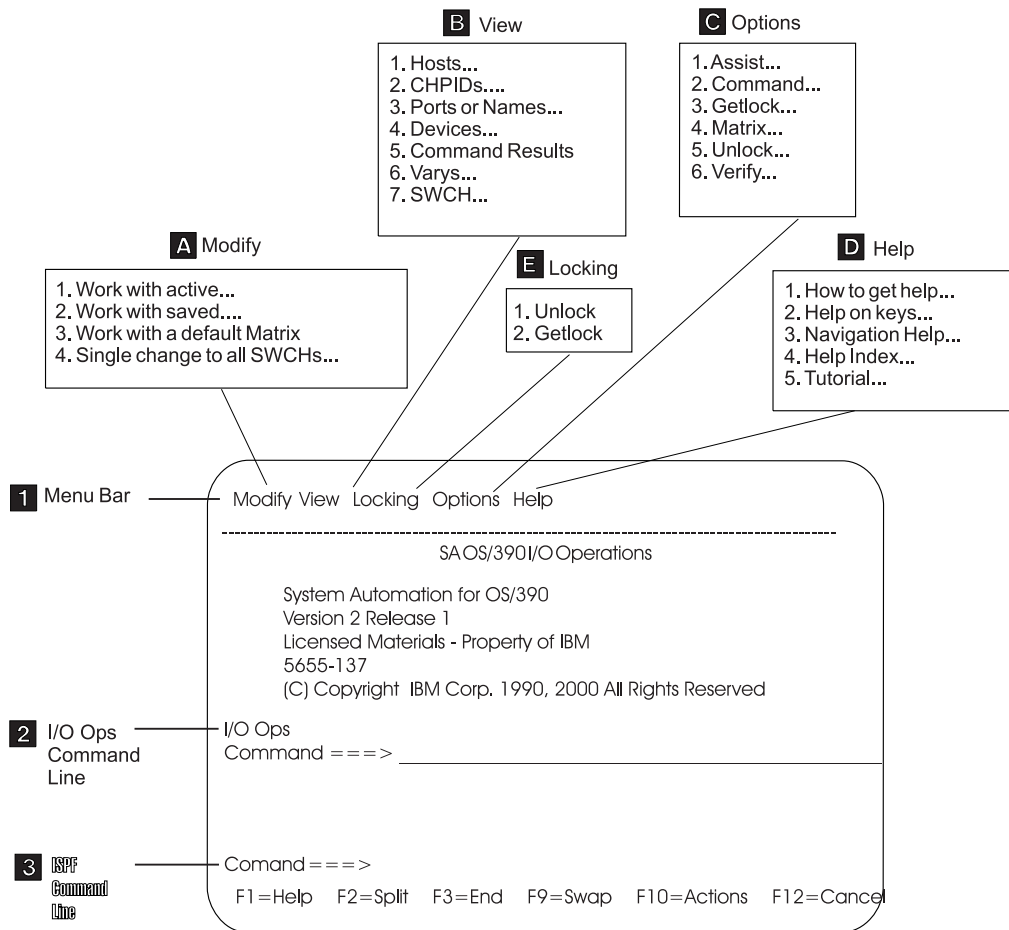 B View
1. Hosts...
2. CHPIDs....
3. Ports or Names...
4. Devices...
5. Command Results
6. Varys...
7. SWCH...
C Options
1. Assist...
2. Command...
3. Getlock...
4. Matrix...
5. Unlock...
6. Verify...
A Modify
1. Work with active...
2. Work with saved....
3. Work with a default Matrix
4. Single change to all SWCHs...
E Locking
1. Unlock
2. Getlock
D Help
1. How to get help...
2. Help on keys...
3. Navigation Help...
4. Help Index...
5. Tutorial...
1 Menu Bar
Modify View Locking Options Help
SA OS/390 I/O Operations
System Automation for OS/390
Version 2 Release 1
Licensed Materials - Property of IBM
5655-137
(C) Copyright IBM Corp. 1990, 2000 All Rights Reserved
2 I/O Ops
Command
Line
I/O Ops
Command ===>
3 ISPF
Command
Line
Comand ===>
F1=Help F2=Split F3=End F9=Swap F10=Actions F12=Cancel